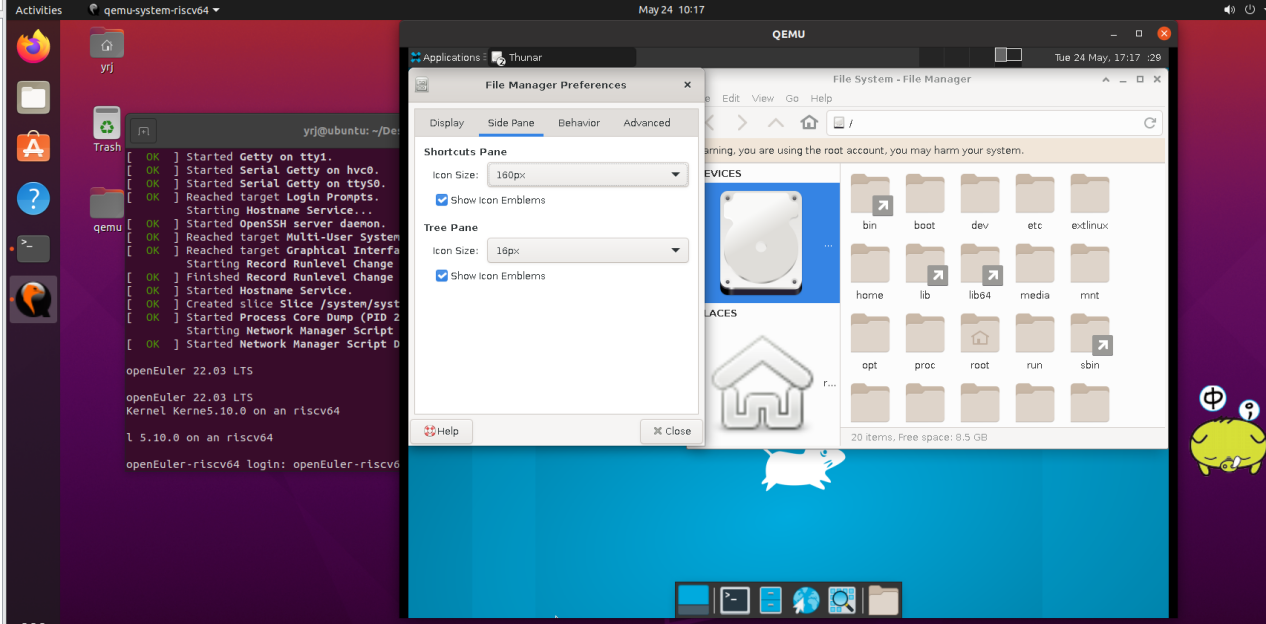 Activities
qemu-system-riscv64
May 24 10:17
yrj
Trash
qemu
yrj@ubuntu: ~/De
[ OK ] Started Getty on tty1.
[ OK ] Started Serial Getty on hvc0.
[ OK ] Started Serial Getty on ttyS0.
[ OK ] Reached target Login Prompts.
Starting Hostname Service...
[ OK ] Started OpenSSH server daemon.
[ OK ] Reached target Multi-User System
[ OK ] Reached target Graphical Interfa
Starting Record Runlevel Change
[ OK ] Finished Record Runlevel Change
[ OK ] Started Hostname Service.
[ OK ] Created slice Slice /system/syst
[ OK ] Started Process Core Dump (PID 2
Starting Network Manager Script
[ OK ] Started Network Manager Script D
openEuler 22.03 LTS
openEuler 22.03 LTS
Kernel Kerne5.10.0 on an riscv64
l 5.10.0 on an riscv64
openEuler-riscv64 login: openEuler-riscv6
QEMU
Applications
2 Thunar
Tue 24 May, 17:17 :29
File Manager Preferences
Display Side Pane Behavior Advanced
Shortcuts Pane
Icon Size: 160px
Show Icon Emblems
Tree Pane
Icon Size: 16px
Show Icon Emblems
Help
Close
File System - File Manager
e Edit View Go Help
/
arning, you are using the root account, you may harm your system.
EVICES
...
LACES
r...
bin boot dev etc extlinux
home lib lib64 media mnt
opt proc root run sbin
20 items, Free space: 8.5 GB
中